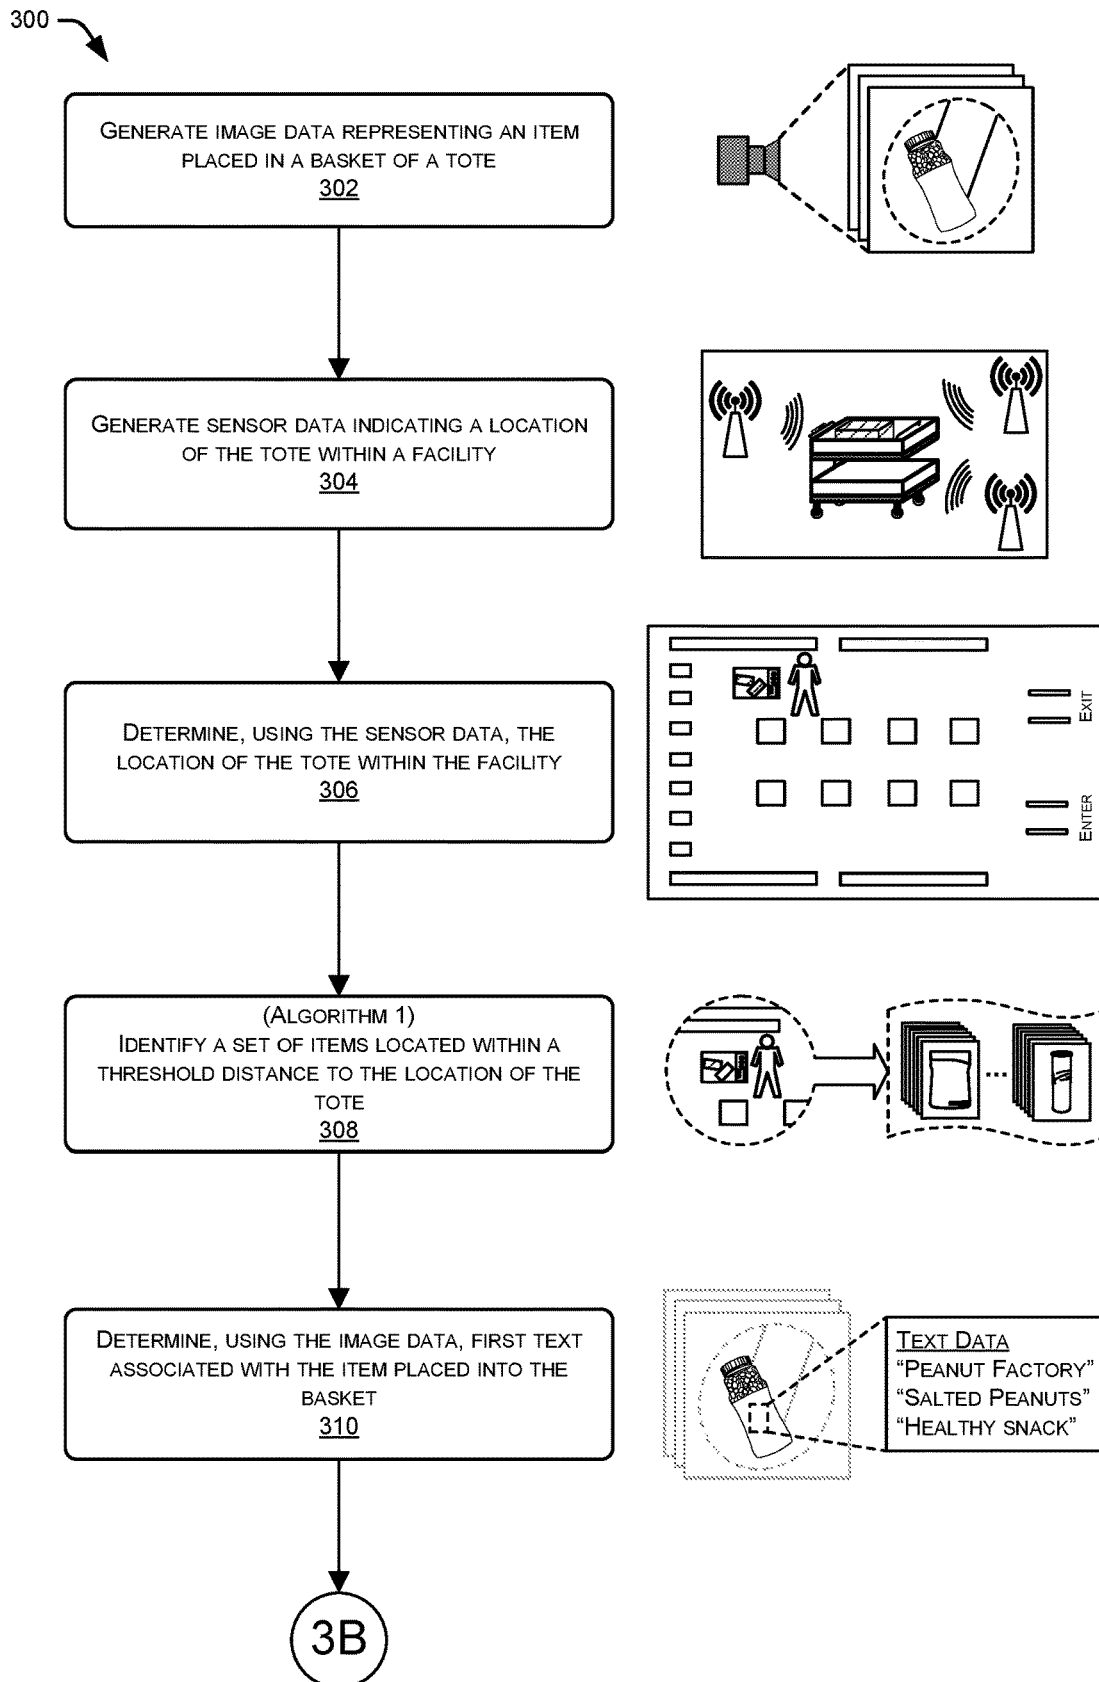 300
GENERATE IMAGE DATA REPRESENTING AN ITEM
PLACED IN A BASKET OF A TOTE
302
GENERATE SENSOR DATA INDICATING A LOCATION
OF THE TOTE WITHIN A FACILITY
304
DETERMINE, USING THE SENSOR DATA, THE
LOCATION OF THE TOTE WITHIN THE FACILITY
306
EXIT
ENTER
(ALGORITHM 1)
IDENTIFY A SET OF ITEMS LOCATED WITHIN A
THRESHOLD DISTANCE TO THE LOCATION OF THE
TOTE
308
...
DETERMINE, USING THE IMAGE DATA, FIRST TEXT
ASSOCIATED WITH THE ITEM PLACED INTO THE
BASKET
310
TEXT DATA
“PEANUT FACTORY”
“SALTED PEANUTS”
“HEALTHY SNACK”
3B